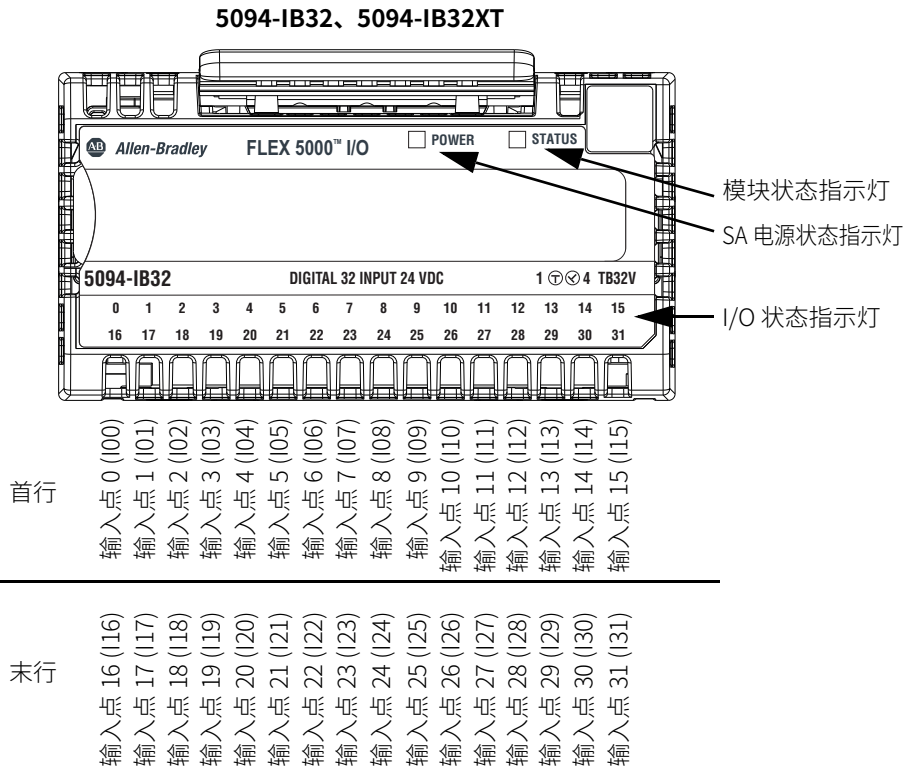 5094-IB32、5094-IB32XT
AB Allen-Bradley FLEX 5000™ I/O POWER STATUS
模块状态指示灯
SA 电源状态指示灯
5094-IB32 DIGITAL 32 INPUT 24 VDC 1 4 TB32V
0 1 2 3 4 5 6 7 8 9 10 11 12 13 14 15
I/O 状态指示灯
16 17 18 19 20 21 22 23 24 25 26 27 28 29 30 31
首行
输入点 0 (I00)
输入点 1 (I01)
输入点 2 (I02)
输入点 3 (I03)
输入点 4 (I04)
输入点 5 (I05)
输入点 6 (I06)
输入点 7 (I07)
输入点 8 (I08)
输入点 9 (I09)
输入点 10 (I10)
输入点 11 (I11)
输入点 12 (I12)
输入点 13 (I13)
输入点 14 (I14)
输入点 15 (I15)
末行
输入点 16 (I16)
输入点 17 (I17)
输入点 18 (I18)
输入点 19 (I19)
输入点 20 (I20)
输入点 21 (I21)
输入点 22 (I22)
输入点 23 (I23)
输入点 24 (I24)
输入点 25 (I25)
输入点 26 (I26)
输入点 27 (I27)
输入点 28 (I28)
输入点 29 (I29)
输入点 30 (I30)
输入点 31 (I31)